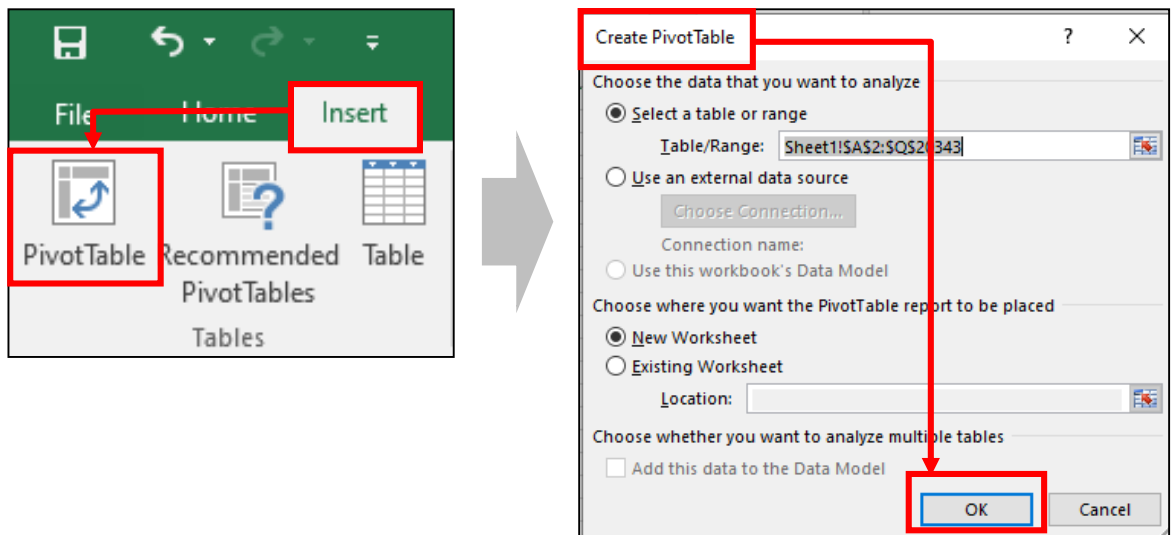 File Home Insert
PivotTable Recommended Table
PivotTables
Tables
Create PivotTable ?
Choose the data that you want to analyze
Select a table or range
Table/Range: Sheet1!$A$2:$Q$20343
Use an external data source
Choose Connection...
Connection name:
Use this workbook's Data Model
Choose where you want the PivotTable report to be placed
New Worksheet
Existing Worksheet
Location:
Choose whether you want to analyze multiple tables
Add this data to the Data Model
OK Cancel